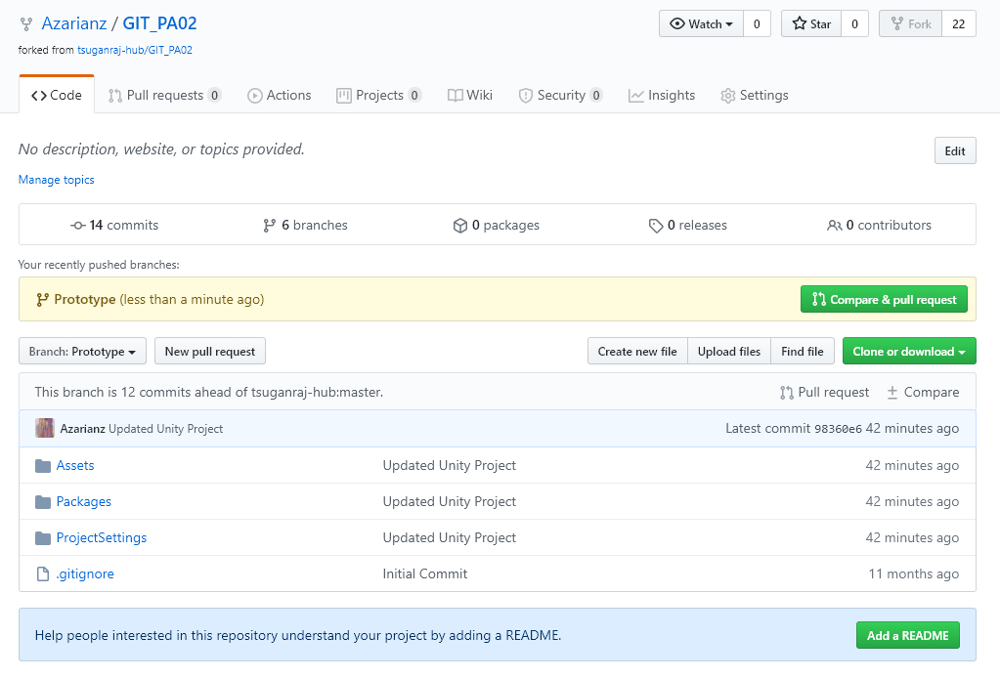 Azarianz / GIT_PA02
Watch 0 Star 0 Fork 22
forked from tsuganraj-hub/GIT_PA02
Code Pull requests 0 Actions Projects 0 Wiki Security 0 Insights Settings
No description, website, or topics provided.
Edit
Manage topics
14 commits 6 branches 0 packages 0 releases 0 contributors
Your recently pushed branches:
Prototype (less than a minute ago) Compare & pull request
Branch: Prototype New pull request Create new file Upload files Find file Clone or download
This branch is 12 commits ahead of tsuganraj-hub:master. Pull request Compare
Azarianz Updated Unity Project Latest commit 98360e6 42 minutes ago
Assets Updated Unity Project 42 minutes ago
Packages Updated Unity Project 42 minutes ago
ProjectSettings Updated Unity Project 42 minutes ago
.gitignore Initial Commit 11 months ago
Help people interested in this repository understand your project by adding a README. Add a README